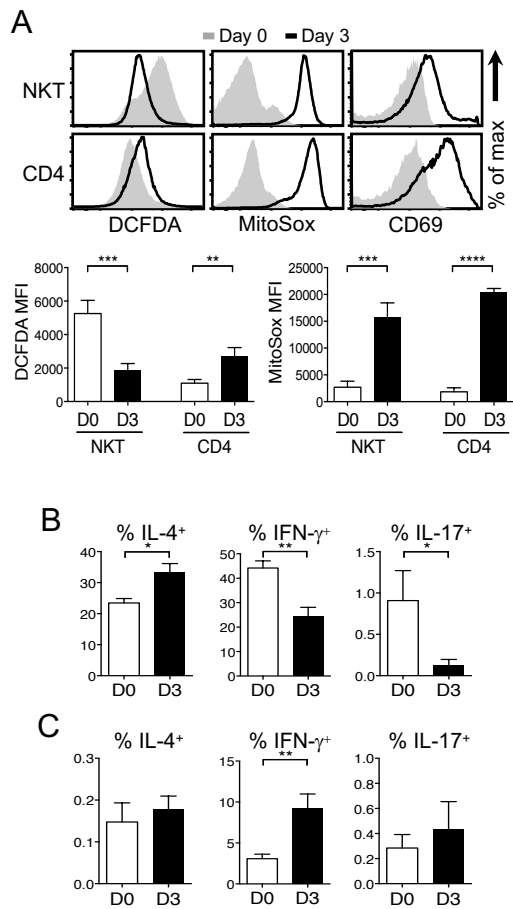 A
Day 0 Day 3
NKT
CD4
DCFDA MitoSox CD69
% of max
DCFDA MFI
8000
6000
4000
2000
0
*** **
D0 D3 D0 D3
NKT CD4
MitoSox MFI
25000
20000
15000
10000
5000
0
*** ****
D0 D3 D0 D3
NKT CD4
B
% IL-4⁺
40
30
20
10
0
*
D0 D3
% IFN-γ⁺
50
40
30
20
10
0
**
D0 D3
% IL-17⁺
1.5
1.0
0.5
0.0
*
D0 D3
C
% IL-4⁺
0.3
0.2
0.1
0.0
D0 D3
% IFN-γ⁺
15
10
5
0
**
D0 D3
% IL-17⁺
1.0
0.8
0.6
0.4
0.2
0.0
D0 D3